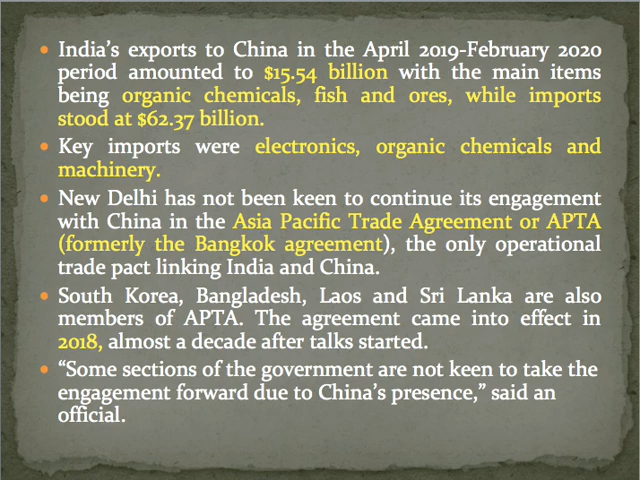 • India's exports to China in the April 2019-February 2020
period amounted to $15.54 billion with the main items
being organic chemicals, fish and ores, while imports
stood at $62.37 billion.
• Key imports were electronics, organic chemicals and
machinery.
• New Delhi has not been keen to continue its engagement
with China in the Asia Pacific Trade Agreement or APTA
(formerly the Bangkok agreement), the only operational
trade pact linking India and China.
• South Korea, Bangladesh, Laos and Sri Lanka are also
members of APTA. The agreement came into effect in
2018, almost a decade after talks started.
• “Some sections of the government are not keen to take the
engagement forward due to China's presence,” said an
official.